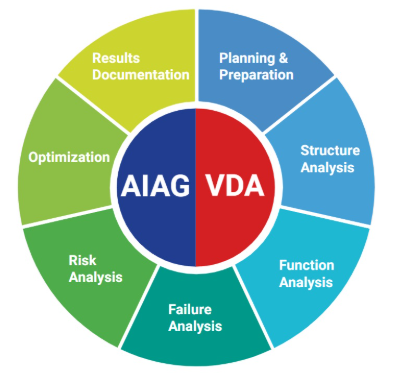 Planning &
Preparation
Structure
Analysis
Function
Analysis
Failure
Analysis
Risk
Analysis
Optimization
Results
Documentation
AIAG VDA